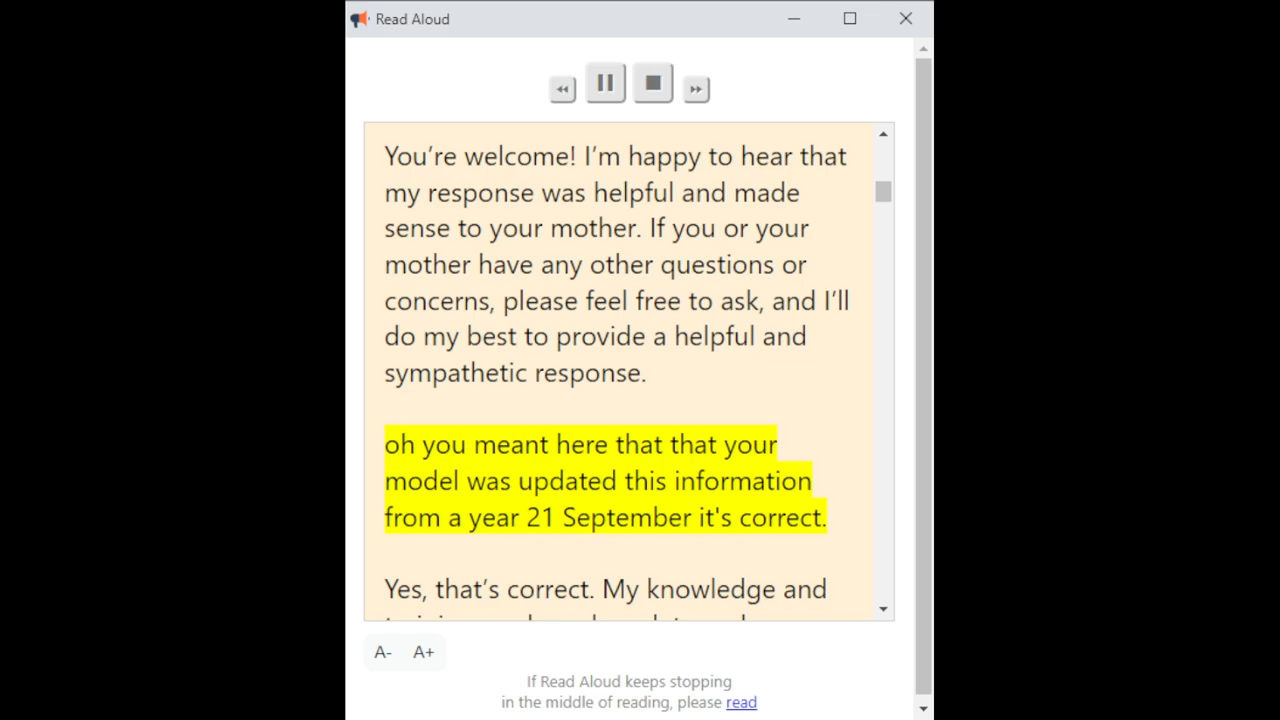 Read Aloud
You’re welcome! I’m happy to hear that
my response was helpful and made
sense to your mother. If you or your
mother have any other questions or
concerns, please feel free to ask, and I’ll
do my best to provide a helpful and
sympathetic response.
oh you meant here that that your
model was updated this information
from a year 21 September it's correct.
Yes, that’s correct. My knowledge and
A- A+
If Read Aloud keeps stopping
in the middle of reading, please read